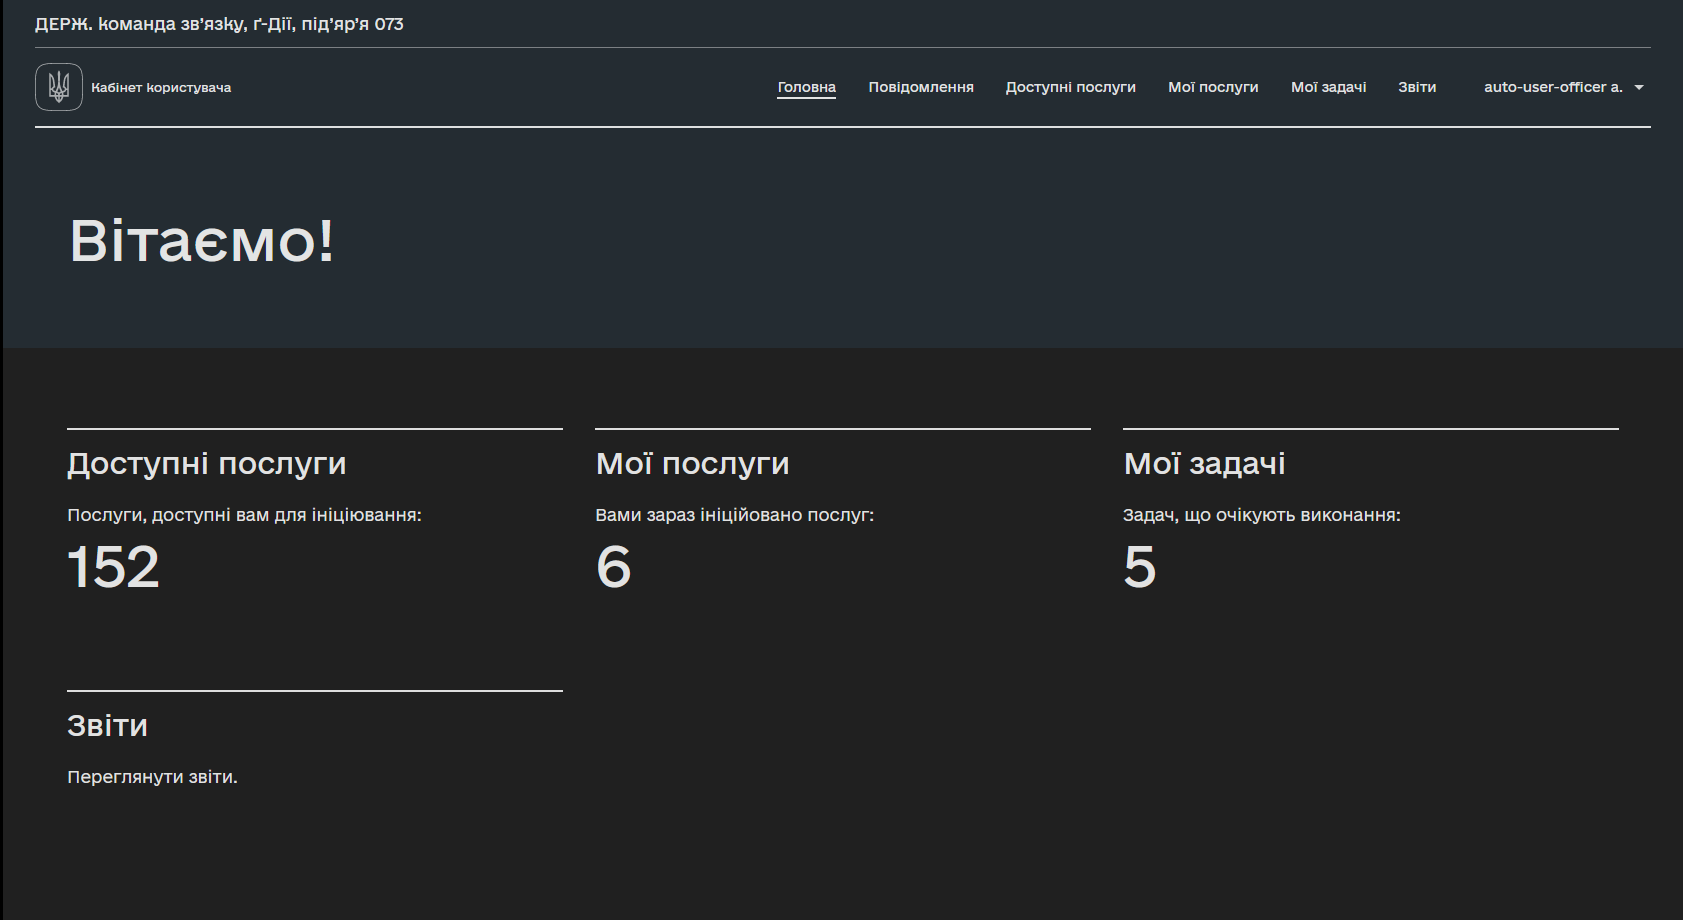 ДЕРЖ. команда зв’язку, ґ-Дії, під’яр’я 073
Кабінет користувача
Головна Повідомлення Доступні послуги Мої послуги Мої задачі Звіти auto-user-officer a.
Вітаємо!
Доступні послуги
Послуги, доступні вам для ініціювання:
152
Мої послуги
Вами зараз ініційовано послуг:
6
Мої задачі
Задач, що очікують виконання:
5
Звіти
Переглянути звіти.